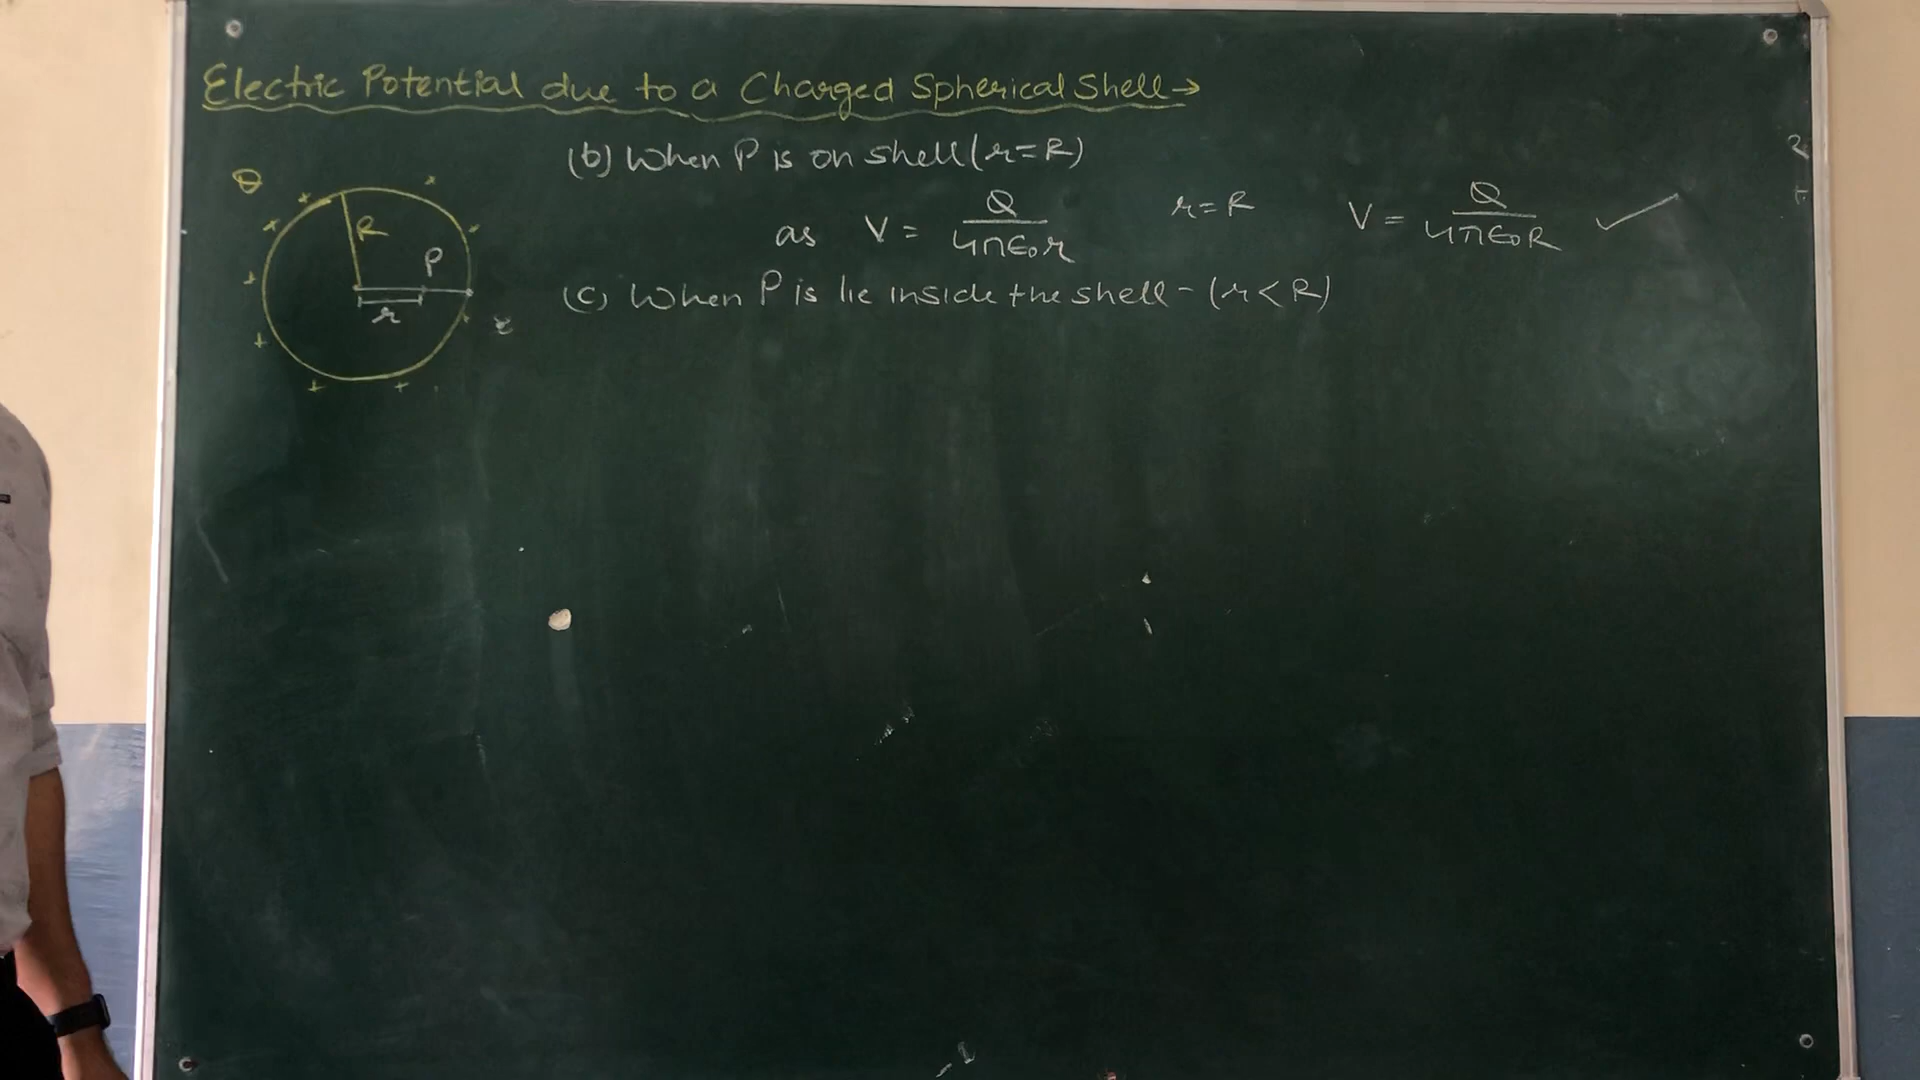 Electric Potential due to a Charged Spherical Shell→
(b) When P is on shell (r=R)
Q
R
P
r
as V = Q/4πϵ₀r r=R V = Q/4πϵ₀R ✓
(c) When P is lie inside the shell - (r<R)